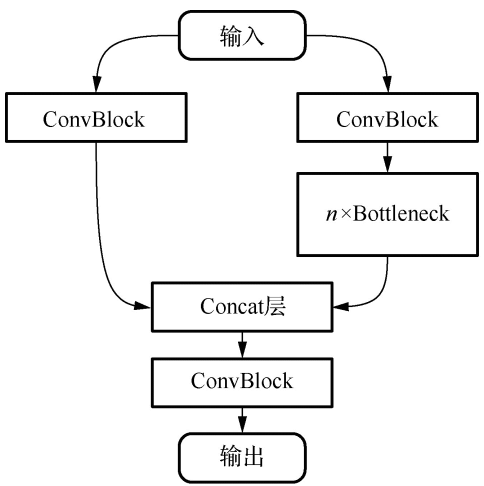 输入
ConvBlock
ConvBlock
n×Bottleneck
Concat层
ConvBlock
输出